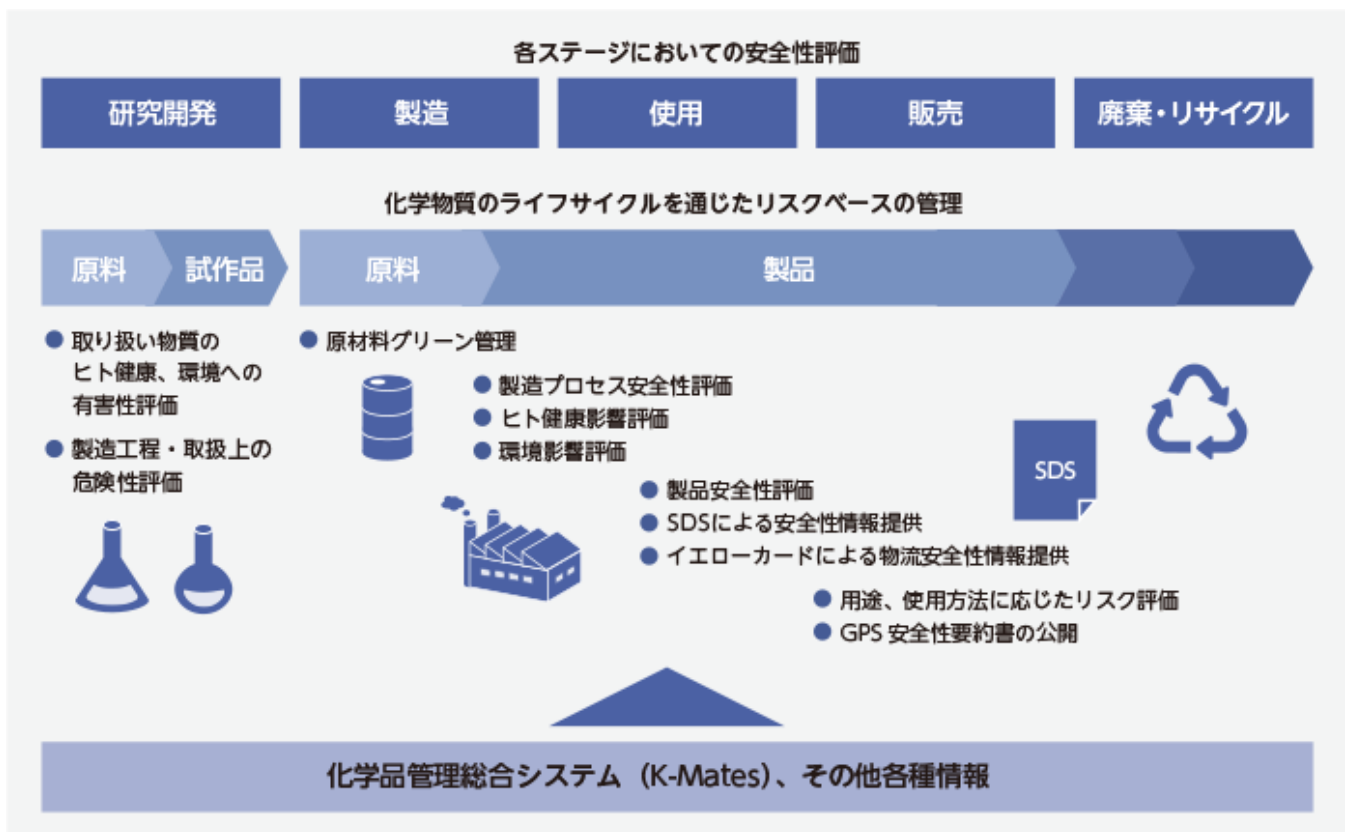 各ステージにおいての安全性評価
研究開発
製造
使用
販売
廃棄・リサイクル
化学物質のライフサイクルを通じたリスクベースの管理
原料
試作品
原料
製品
● 取り扱い物質の
ヒト健康、環境への
有害性評価
● 製造工程・取扱上の
危険性評価
● 原材料グリーン管理
● 製造プロセス安全性評価
● ヒト健康影響評価
● 環境影響評価
● 製品安全性評価
● SDSによる安全性情報提供
● イエローカードによる物流安全性情報提供
SDS
● 用途、使用方法に応じたリスク評価
● GPS 安全性要約書の公開
化学品管理総合システム（K-Mates）、その他各種情報